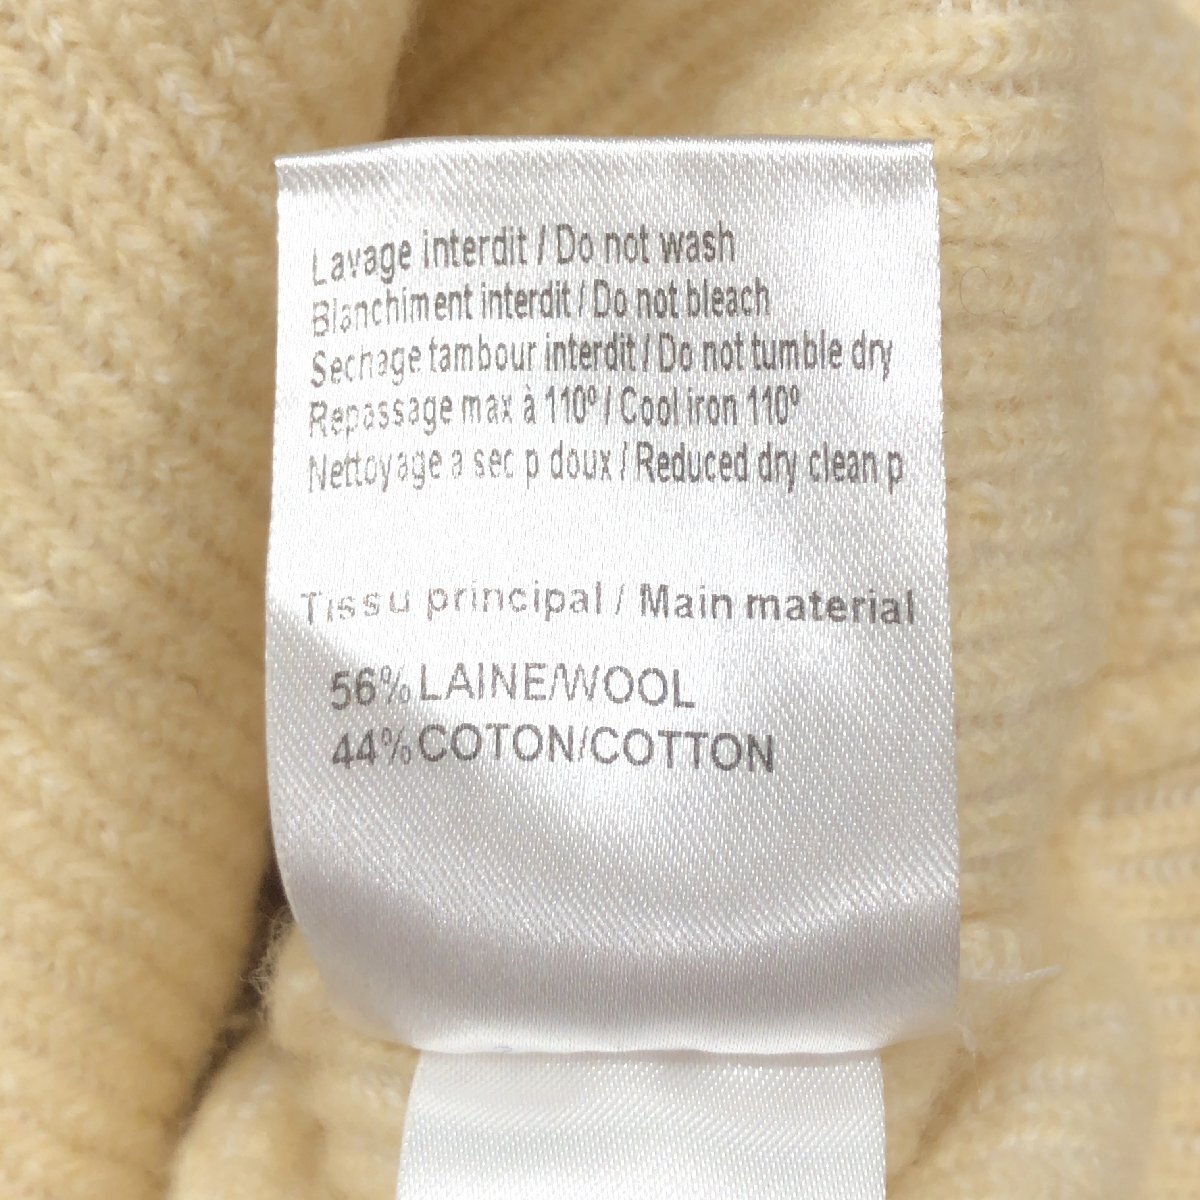 Lavage interdit / Do not wash
Blanchiment interdit / Do not bleach
Sechage tambour interdit / Do not tumble dry
Repassage max à 110° / Cool iron 110°
Nettoyage a sec p doux / Reduced dry clean p
Tissu principal / Main material
56% LAINE/WOOL
44% COTON/COTTON